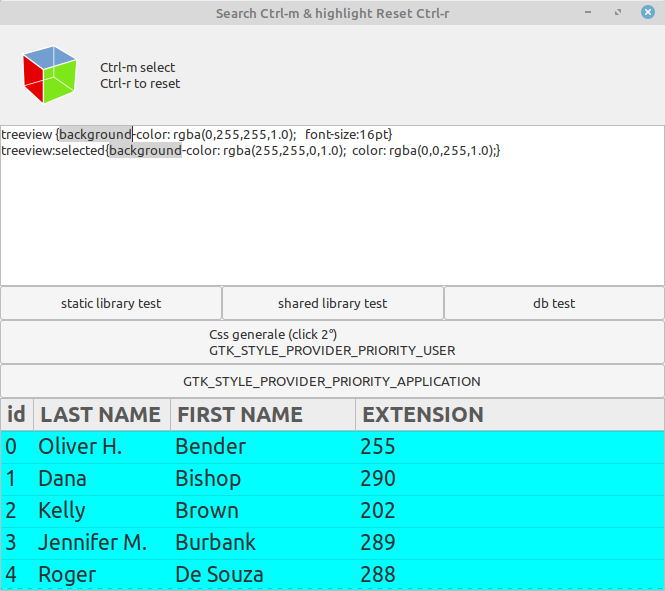 Search Ctrl-m & highlight Reset Ctrl-r
Ctrl-m select
Ctrl-r to reset
treeview {background-color: rgba(0,255,255,1.0);  font-size:16pt}
treeview:selected{background-color: rgba(255,255,0,1.0);  color: rgba(0,0,255,1.0);}
static library test shared library test db test
Css generale (click 2°)
GTK_STYLE_PROVIDER_PRIORITY_USER
GTK_STYLE_PROVIDER_PRIORITY_APPLICATION
id LAST NAME FIRST NAME EXTENSION
0 Oliver H. Bender 255
1 Dana Bishop 290
2 Kelly Brown 202
3 Jennifer M. Burbank 289
4 Roger De Souza 288